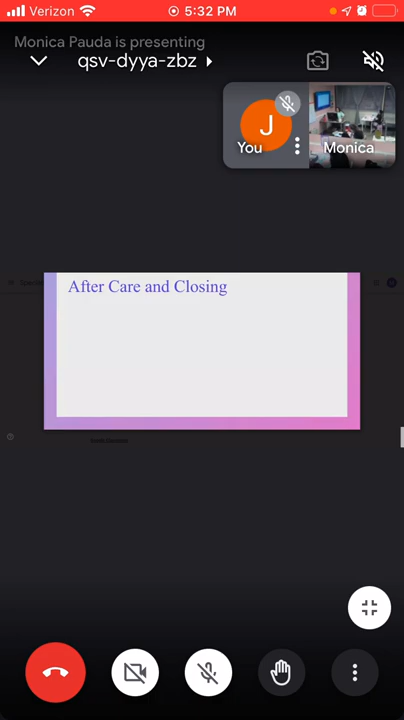 Verizon
5:32 PM
Monica Pauda is presenting
qsv-dyya-zbz
J
You
Monica
After Care and Closing